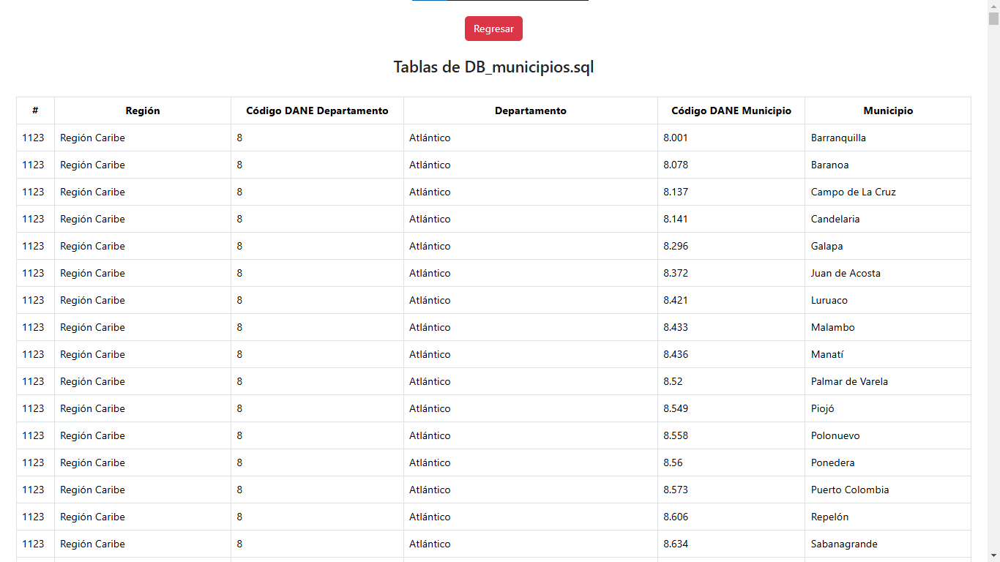 Regresar
Tablas de DB_municipios.sql
# Región Código DANE Departamento Departamento Código DANE Municipio Municipio
1123 Región Caribe 8 Atlántico 8.001 Barranquilla
1123 Región Caribe 8 Atlántico 8.078 Baranoa
1123 Región Caribe 8 Atlántico 8.137 Campo de La Cruz
1123 Región Caribe 8 Atlántico 8.141 Candelaria
1123 Región Caribe 8 Atlántico 8.296 Galapa
1123 Región Caribe 8 Atlántico 8.372 Juan de Acosta
1123 Región Caribe 8 Atlántico 8.421 Luruaco
1123 Región Caribe 8 Atlántico 8.433 Malambo
1123 Región Caribe 8 Atlántico 8.436 Manatí
1123 Región Caribe 8 Atlántico 8.52 Palmar de Varela
1123 Región Caribe 8 Atlántico 8.549 Piojó
1123 Región Caribe 8 Atlántico 8.558 Polonuevo
1123 Región Caribe 8 Atlántico 8.56 Ponedera
1123 Región Caribe 8 Atlántico 8.573 Puerto Colombia
1123 Región Caribe 8 Atlántico 8.606 Repelón
1123 Región Caribe 8 Atlántico 8.634 Sabanagrande